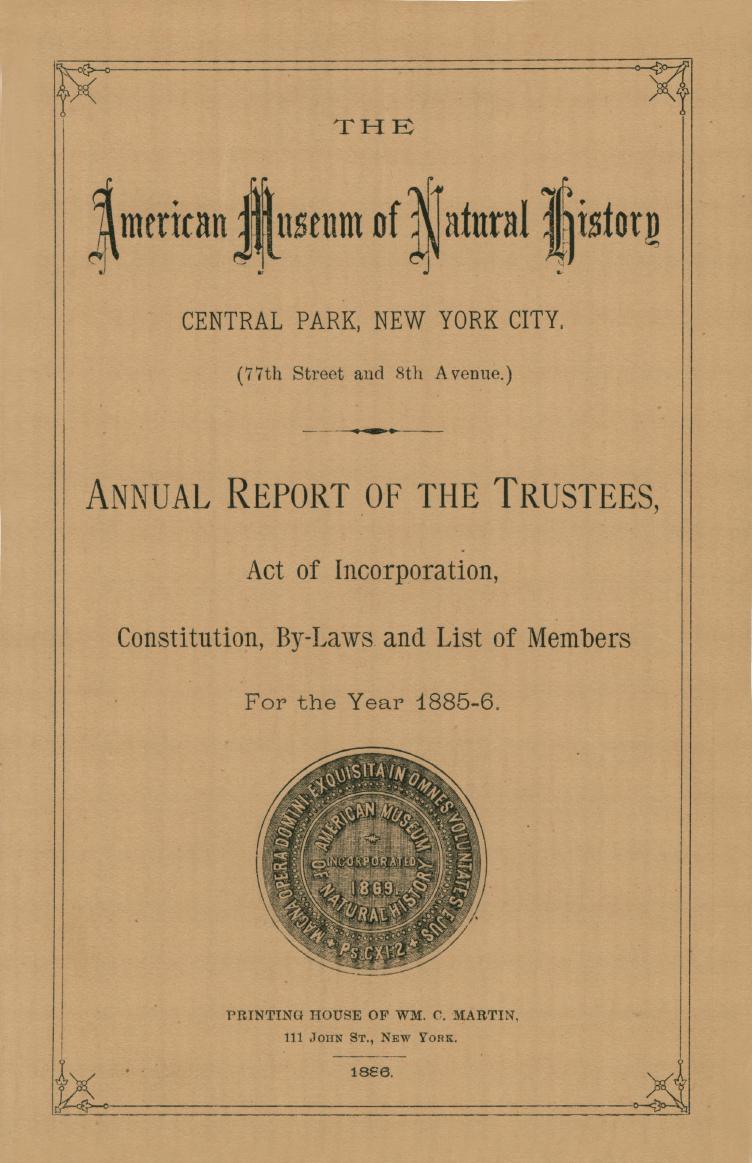 THE
American Museum of Natural History
CENTRAL PARK, NEW YORK CITY.
(77th Street and 8th Avenue.)
ANNUAL REPORT OF THE TRUSTEES,
Act of Incorporation,
Constitution, By-Laws and List of Members
For the Year 1885-6.
MAGNA OPERA DOMINI EXQUISITA IN OMNES VOLUNTATES EJUS
Ps. CXI:2
AMERICAN MUSEUM
INCORPORATED
1869.
OF NATURAL HISTORY
PRINTING HOUSE OF WM. C. MARTIN,
111 JOHN ST., NEW YORK.
1886.